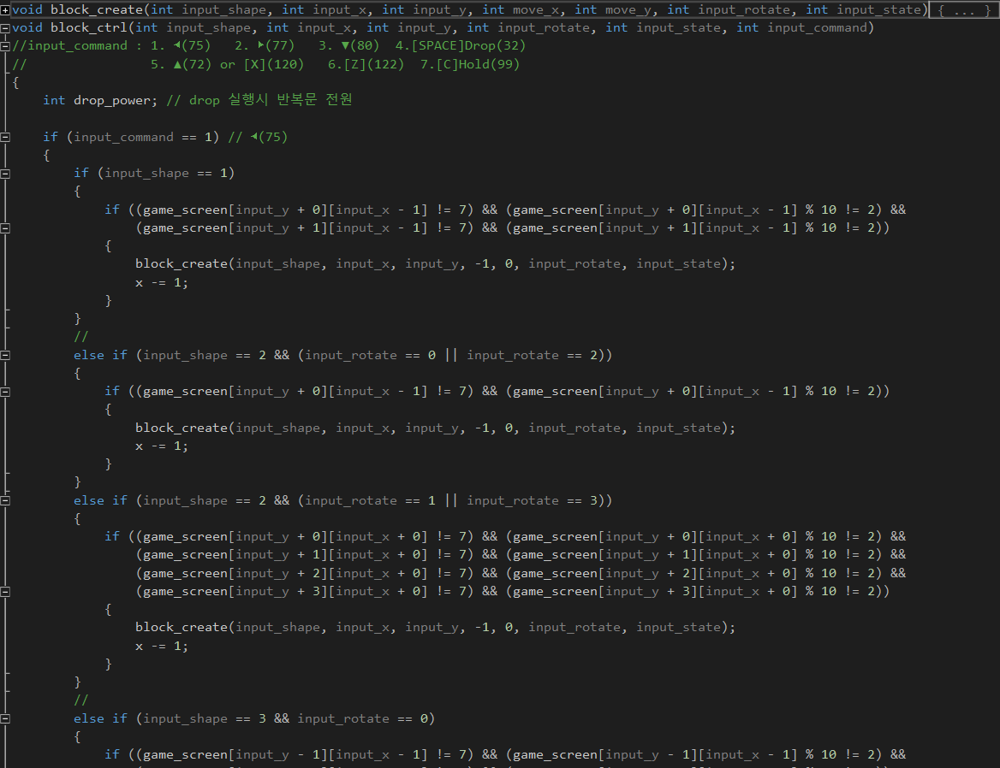 void block_create(int input_shape, int input_x, int input_y, int move_x, int move_y, int input_rotate, int input_state) { ... }
void block_ctrl(int input_shape, int input_x, int input_y, int input_rotate, int input_state, int input_command)
//input_command : 1. ◂(75)   2. ▸(77)   3. ▼(80)  4.[SPACE]Drop(32)
//                5. ▲(72) or [X](120)   6.[Z](122)  7.[C]Hold(99)
{
    int drop_power; // drop 실행시 반복문 전원
    if (input_command == 1) // ◂(75)
    {
        if (input_shape == 1)
        {
            if ((game_screen[input_y + 0][input_x - 1] != 7) && (game_screen[input_y + 0][input_x - 1] % 10 != 2) &&
                (game_screen[input_y + 1][input_x - 1] != 7) && (game_screen[input_y + 1][input_x - 1] % 10 != 2))
            {
                block_create(input_shape, input_x, input_y, -1, 0, input_rotate, input_state);
                x -= 1;
            }
        }
        //
        else if (input_shape == 2 && (input_rotate == 0 || input_rotate == 2))
        {
            if ((game_screen[input_y + 0][input_x - 1] != 7) && (game_screen[input_y + 0][input_x - 1] % 10 != 2))
            {
                block_create(input_shape, input_x, input_y, -1, 0, input_rotate, input_state);
                x -= 1;
            }
        }
        else if (input_shape == 2 && (input_rotate == 1 || input_rotate == 3))
        {
            if ((game_screen[input_y + 0][input_x + 0] != 7) && (game_screen[input_y + 0][input_x + 0] % 10 != 2) &&
                (game_screen[input_y + 1][input_x + 0] != 7) && (game_screen[input_y + 1][input_x + 0] % 10 != 2) &&
                (game_screen[input_y + 2][input_x + 0] != 7) && (game_screen[input_y + 2][input_x + 0] % 10 != 2) &&
                (game_screen[input_y + 3][input_x + 0] != 7) && (game_screen[input_y + 3][input_x + 0] % 10 != 2))
            {
                block_create(input_shape, input_x, input_y, -1, 0, input_rotate, input_state);
                x -= 1;
            }
        }
        //
        else if (input_shape == 3 && input_rotate == 0)
        {
            if ((game_screen[input_y - 1][input_x - 1] != 7) && (game_screen[input_y - 1][input_x - 1] % 10 != 2) &&